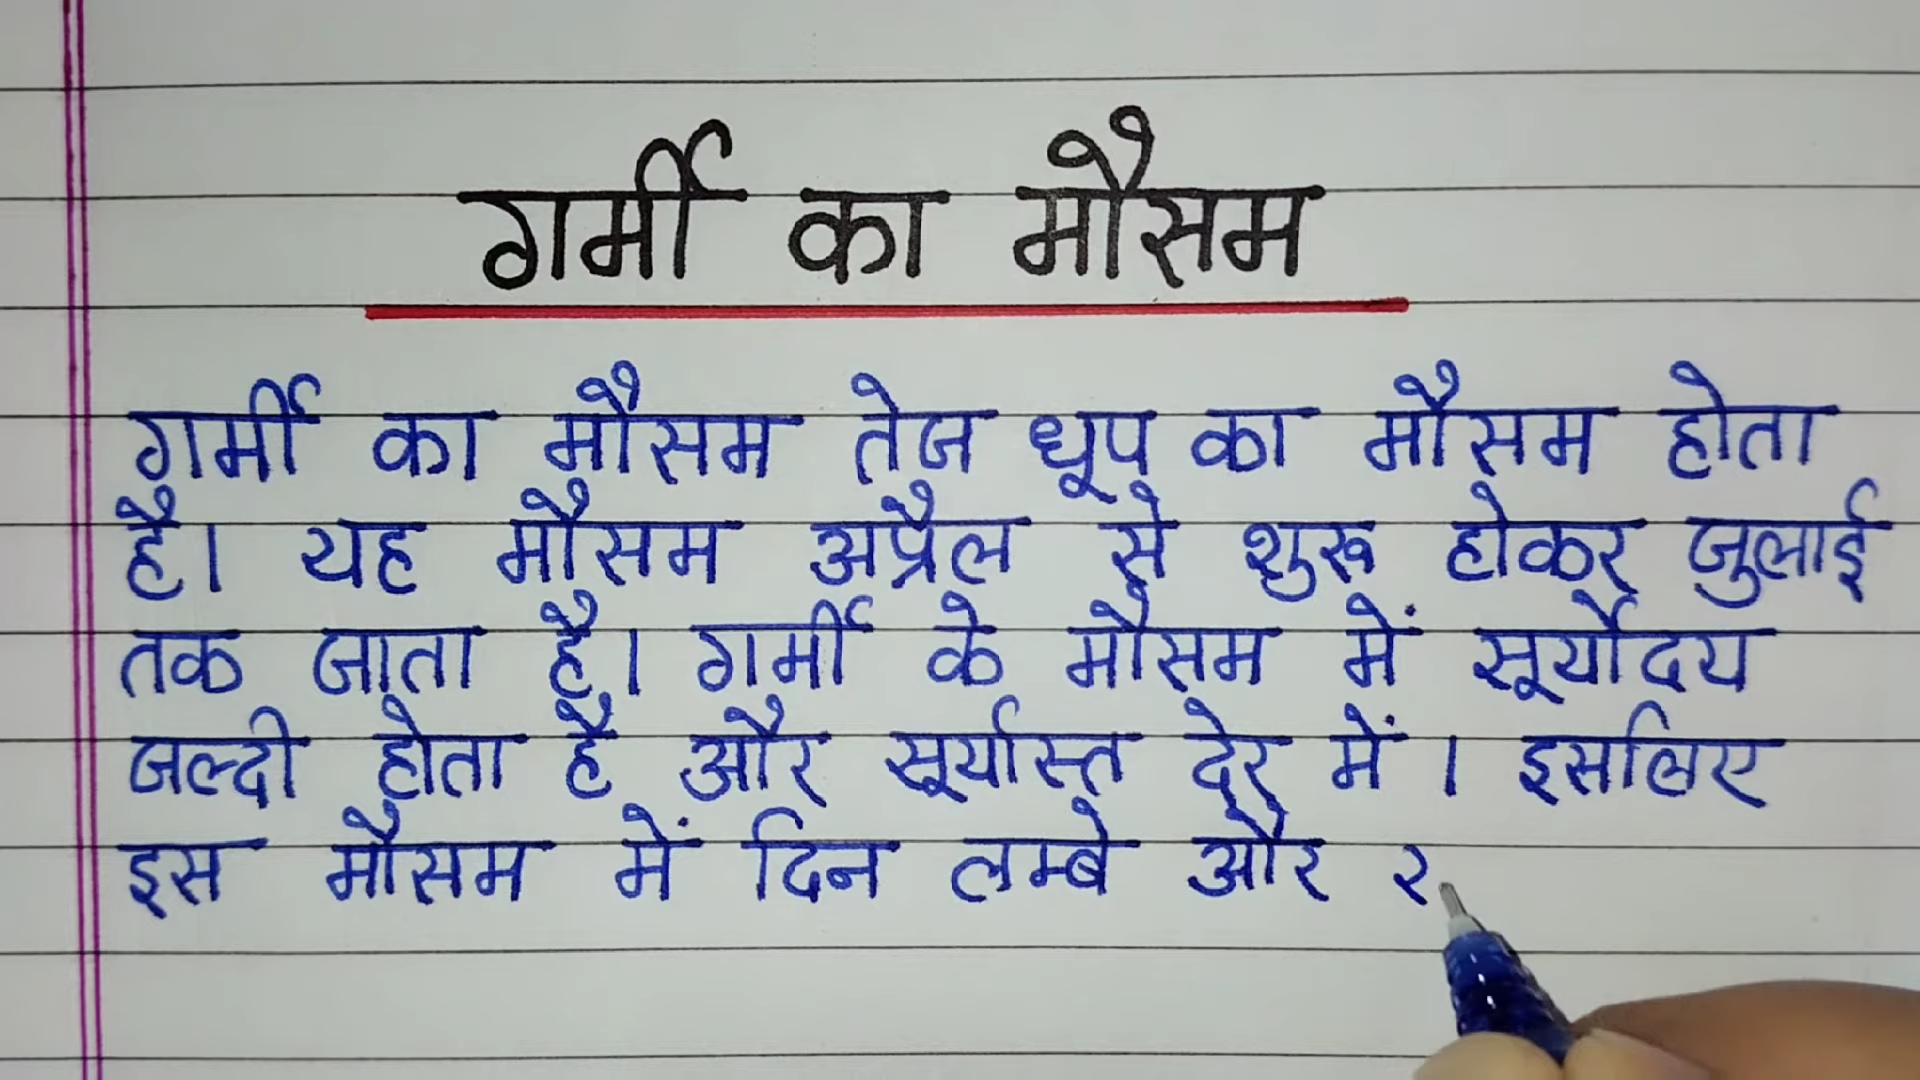 गर्मी का मौसम
गर्मी का मौसम तेज धूप का मौसम होता
है। यह मौसम अप्रैल से शुरू होकर जुलाई
तक जाता है। गर्मी के मौसम में सूर्योदय
जल्दी होता है और सूर्यास्त देर में । इसलिए
इस मौसम में दिन लम्बे और र